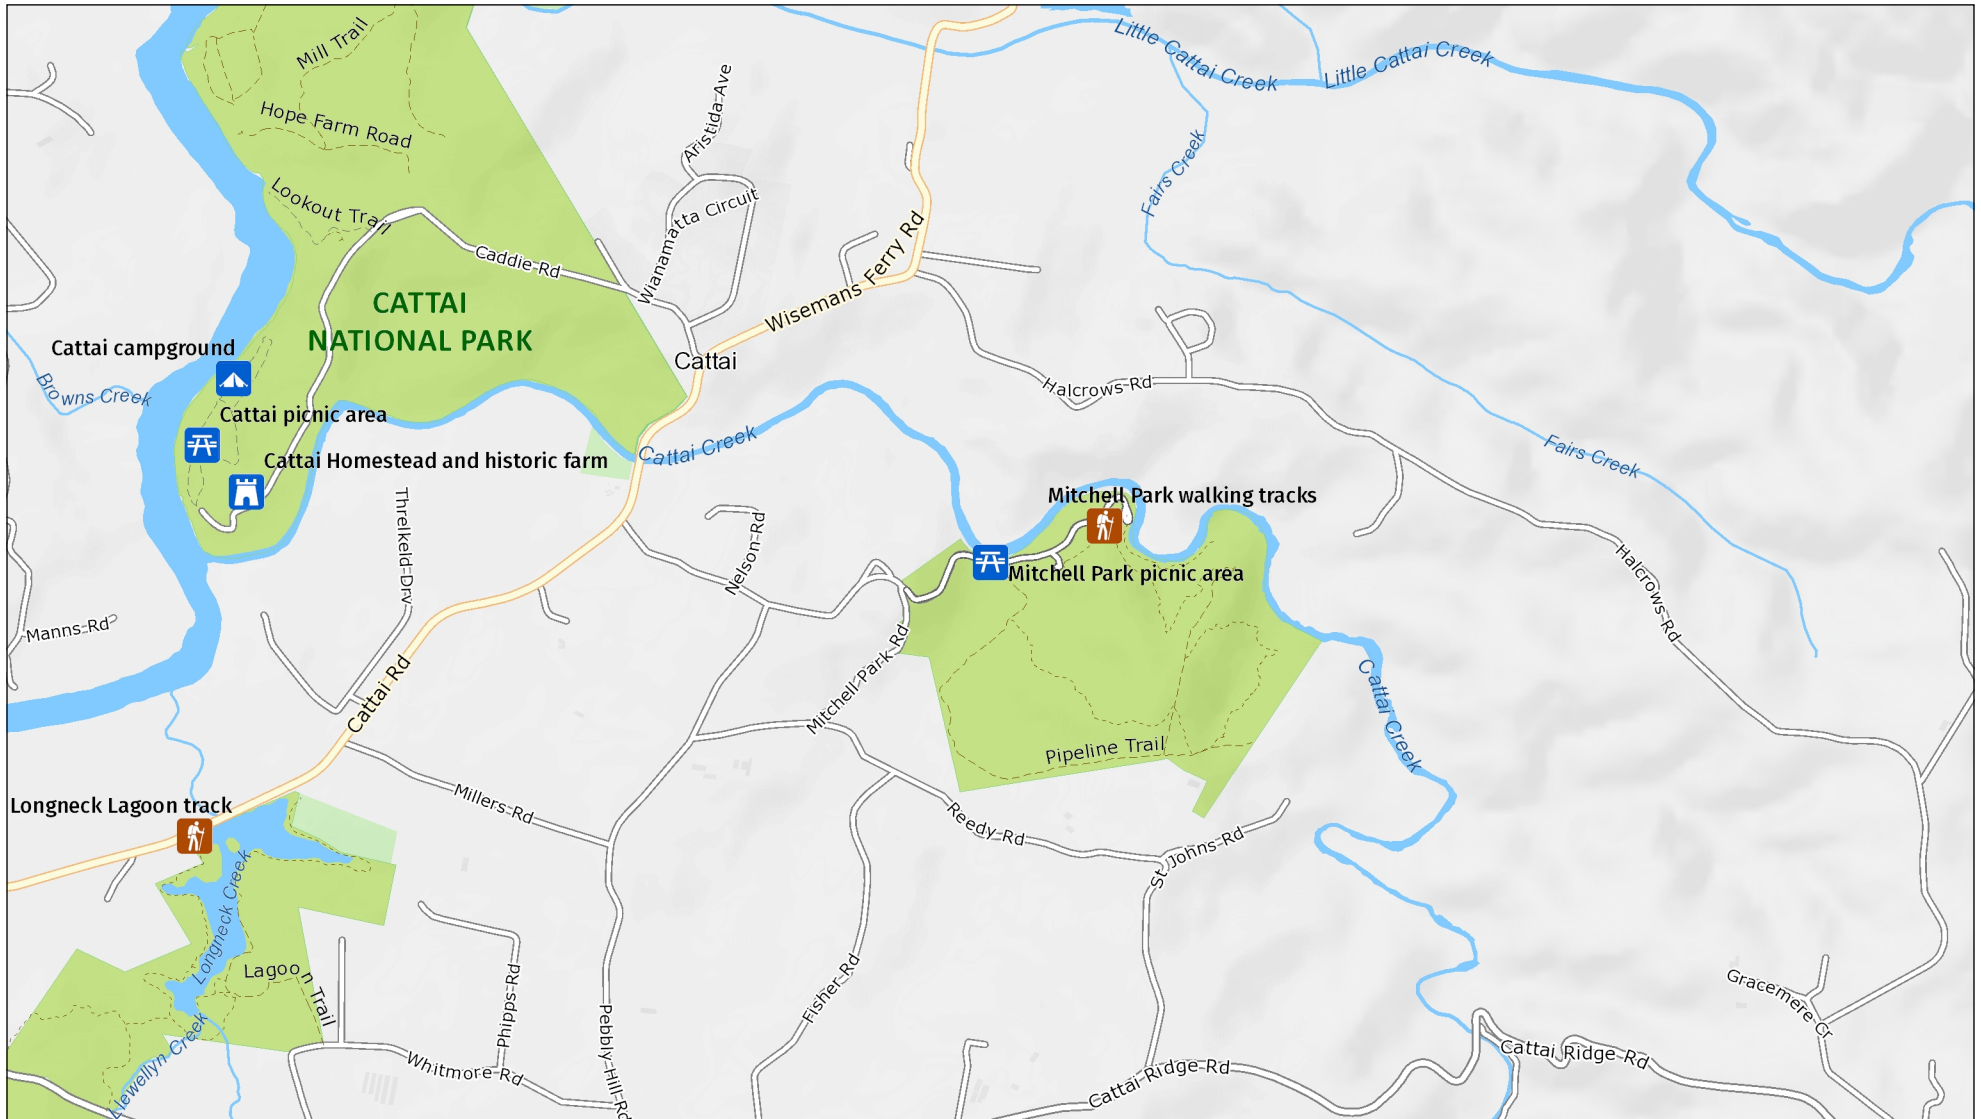 Mill Trail
Hope Farm Road
Lookout Trail
Caddie Rd
Aristida Ave
Wianamatta Circuit
Wisemans Ferry Rd
Little Cattai Creek
Little Cattai Creek
Fairs Creek
CATTAI
NATIONAL PARK
Cattai campground
Browns Creek
Cattai picnic area
Cattai Homestead and historic farm
Cattai
Cattai Creek
Halcrows Rd
Fairs Creek
Mitchell Park walking tracks
Mitchell Park picnic area
Threlkeld Drv
Nelson Rd
Halcrows Rd
Manns Rd
Cattai Rd
Mitchell Park Rd
Cattai Creek
Pipeline Trail
Longneck Lagoon track
Millers Rd
Reedy Rd
St Johns Rd
Longneck Creek
Lagoon Trail
Phipps Rd
Fisher Rd
Gracemere Cr
Llewellyn Creek
Whitmore Rd
Pebbly Hill Rd
Cattai Ridge Rd
Cattai Ridge Rd